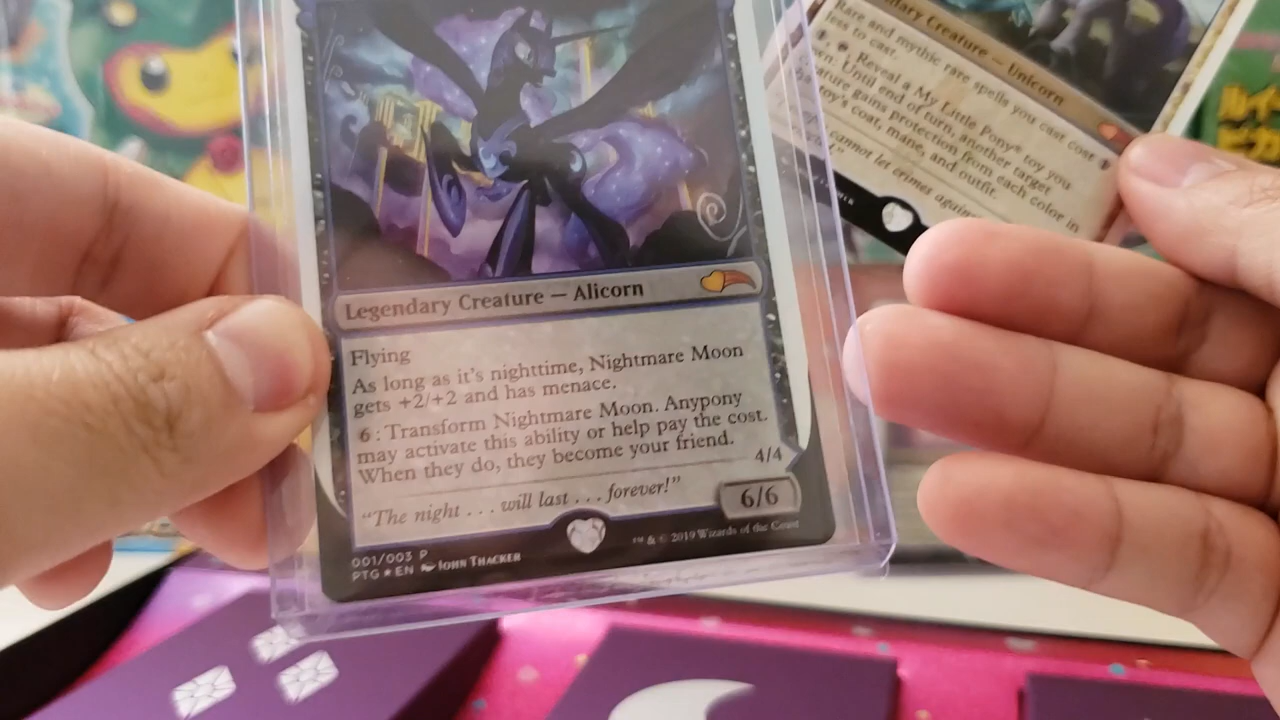 Legendary Creature — Alicorn
Flying
As long as it's nighttime, Nightmare Moon
gets +2/+2 and has menace.
6: Transform Nightmare Moon. Anypony
may activate this ability or help pay the cost.
When they do, they become your friend.
4/4
"The night . . . will last . . . forever!"
6/6
001/003 P
PTG ★ EN JOHN THACKER
™ & © 2019 Wizards of the Coast
Creature — Unicorn
Rare and mythic rare spells you cast cost
less to cast.
Reveal a My Little Pony® toy you
Until end of turn, another target
gains protection from each color in
toy's coat, mane, and outfit.
cannot let crimes
ルイ
ピカ